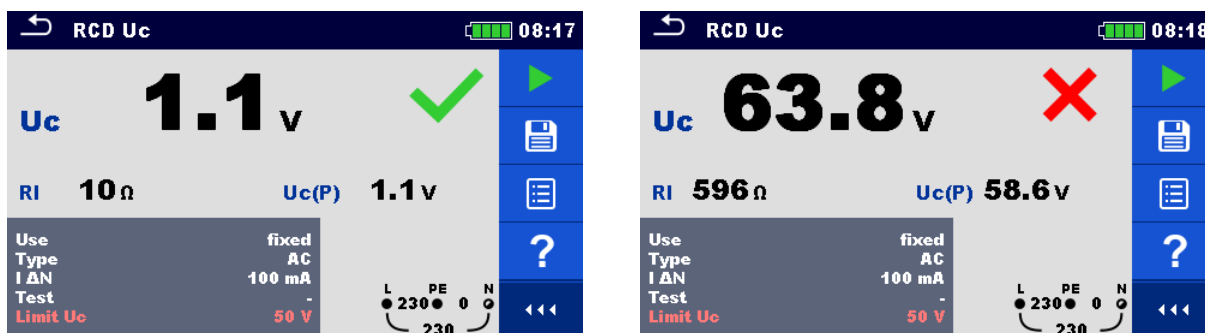 RCD Uc 08:17
Uc 1.1 V
RI 10 Ω Uc(P) 1.1 V
Use fixed
Type AC
I ΔN 100 mA
Test -
Limit Uc 50 V
L PE N
230 0
230
?
RCD Uc 08:18
Uc 63.8 V
RI 596 Ω Uc(P) 58.6 V
Use fixed
Type AC
I ΔN 100 mA
Test -
Limit Uc 50 V
L PE N
230 0
230
?